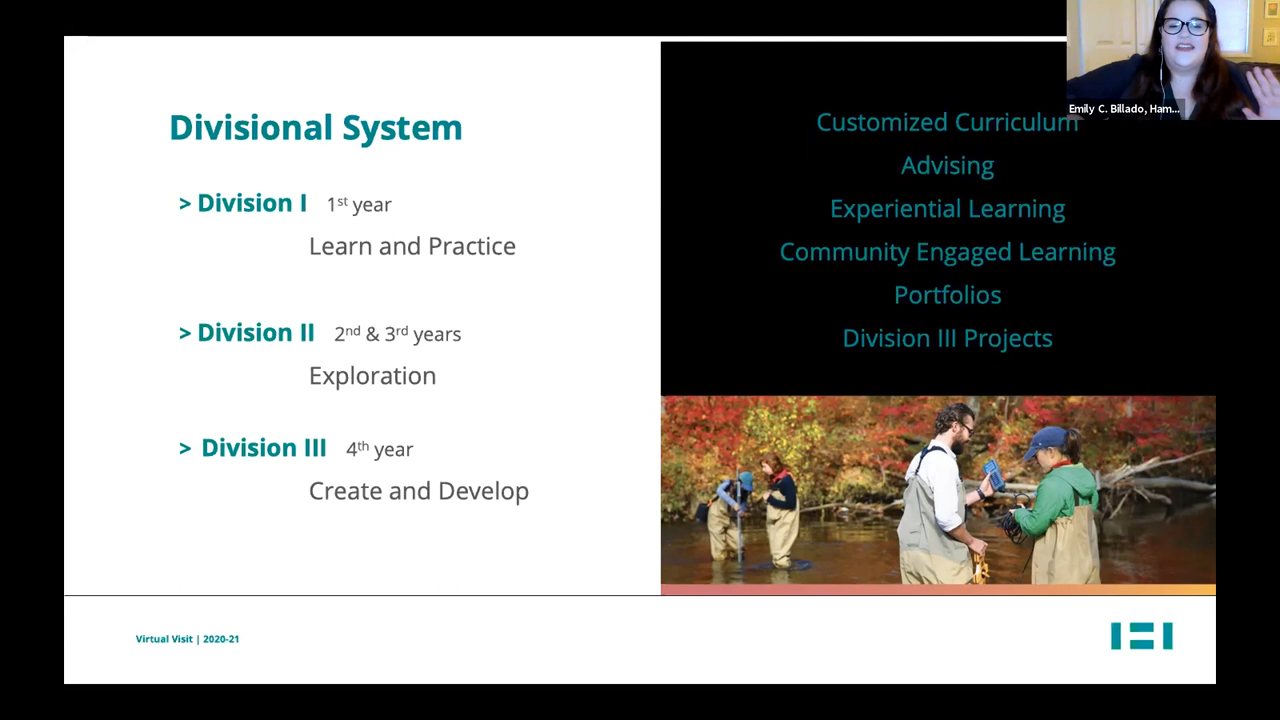 Divisional System
> Division I 1st year
Learn and Practice
> Division II 2nd & 3rd years
Exploration
> Division III 4th year
Create and Develop
Customized Curriculum
Advising
Experiential Learning
Community Engaged Learning
Portfolios
Division III Projects
Emily C. Billado, Ham...
Virtual Visit | 2020-21